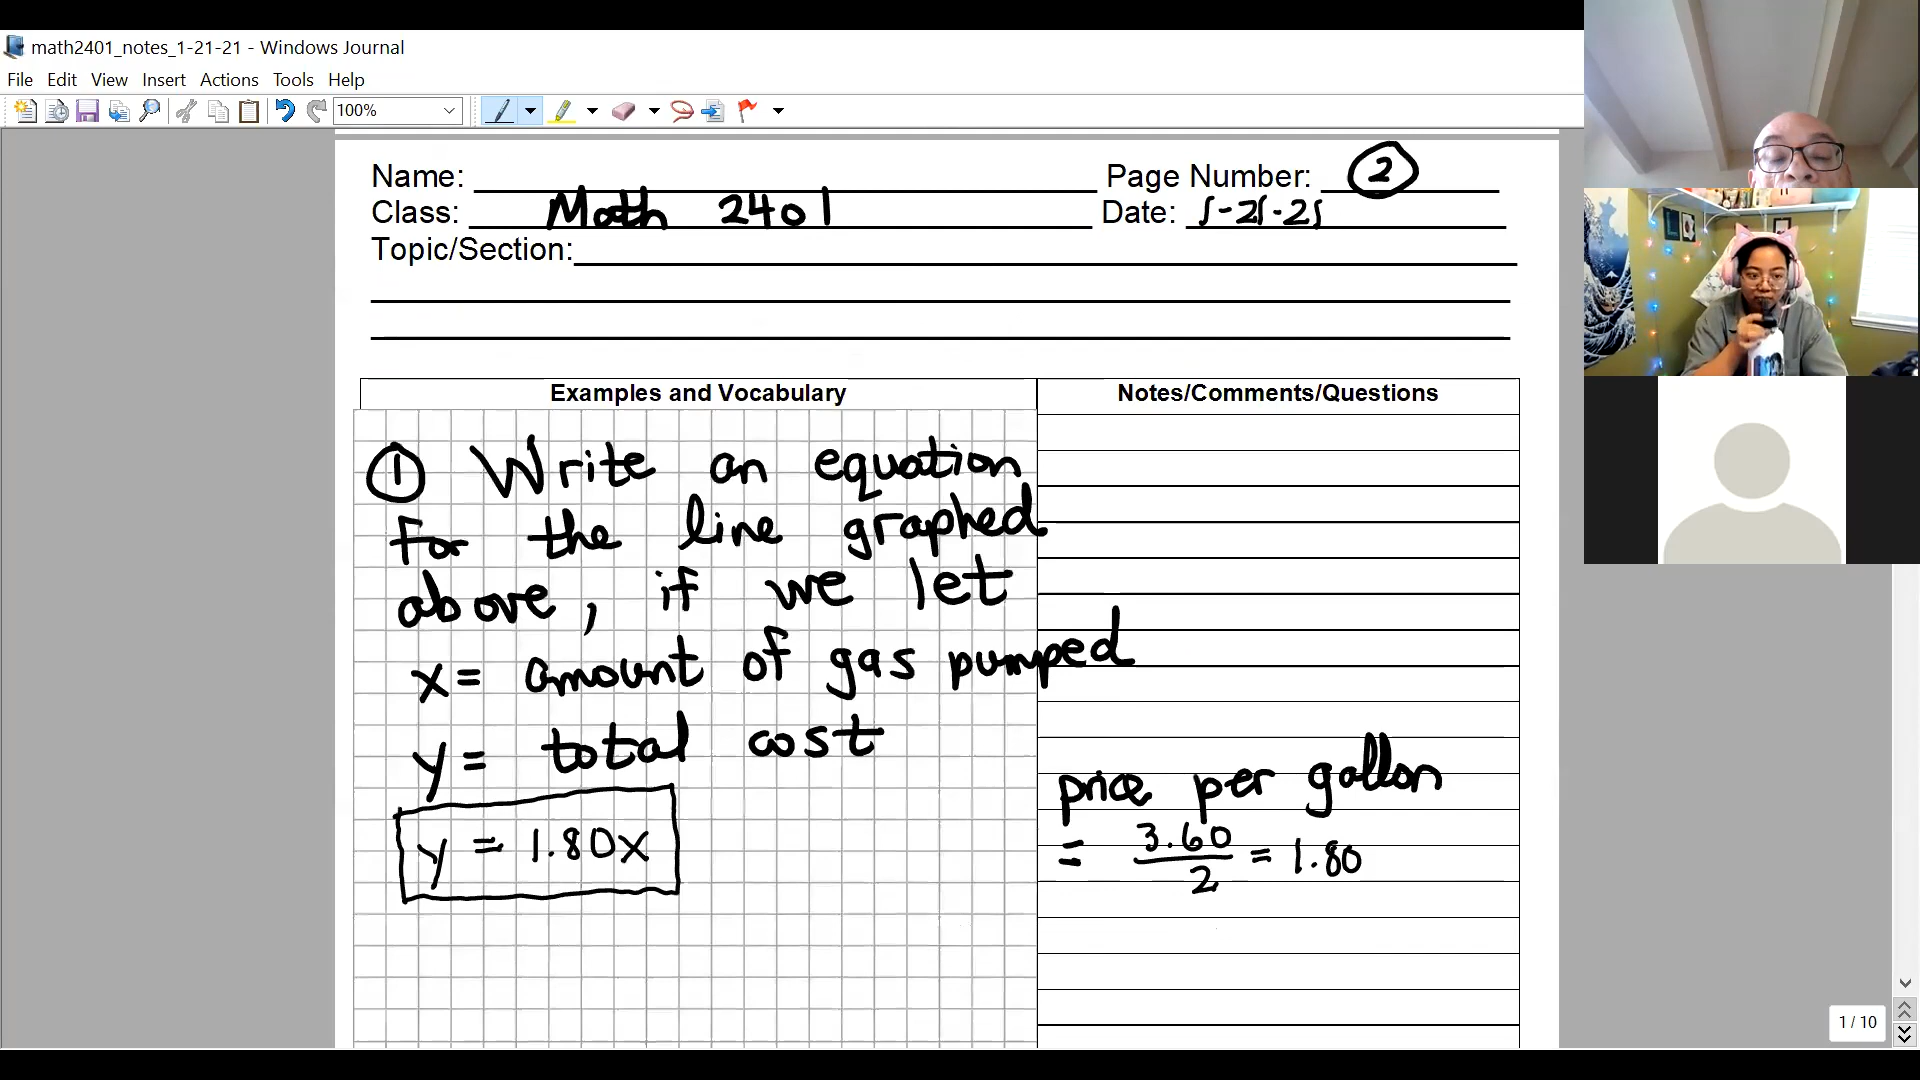 math2401_notes_1-21-21 - Windows Journal
File Edit View Insert Actions Tools Help
100%
Name: Page Number: 2
Class: Math 2401 Date: 1-21-21
Topic/Section:
Examples and Vocabulary Notes/Comments/Questions
① Write an equation
for the line graphed
above, if we let
x = amount of gas pumped
y = total cost
y = 1.80x
price per gallon
= 3.60/2 = 1.80
1 / 10